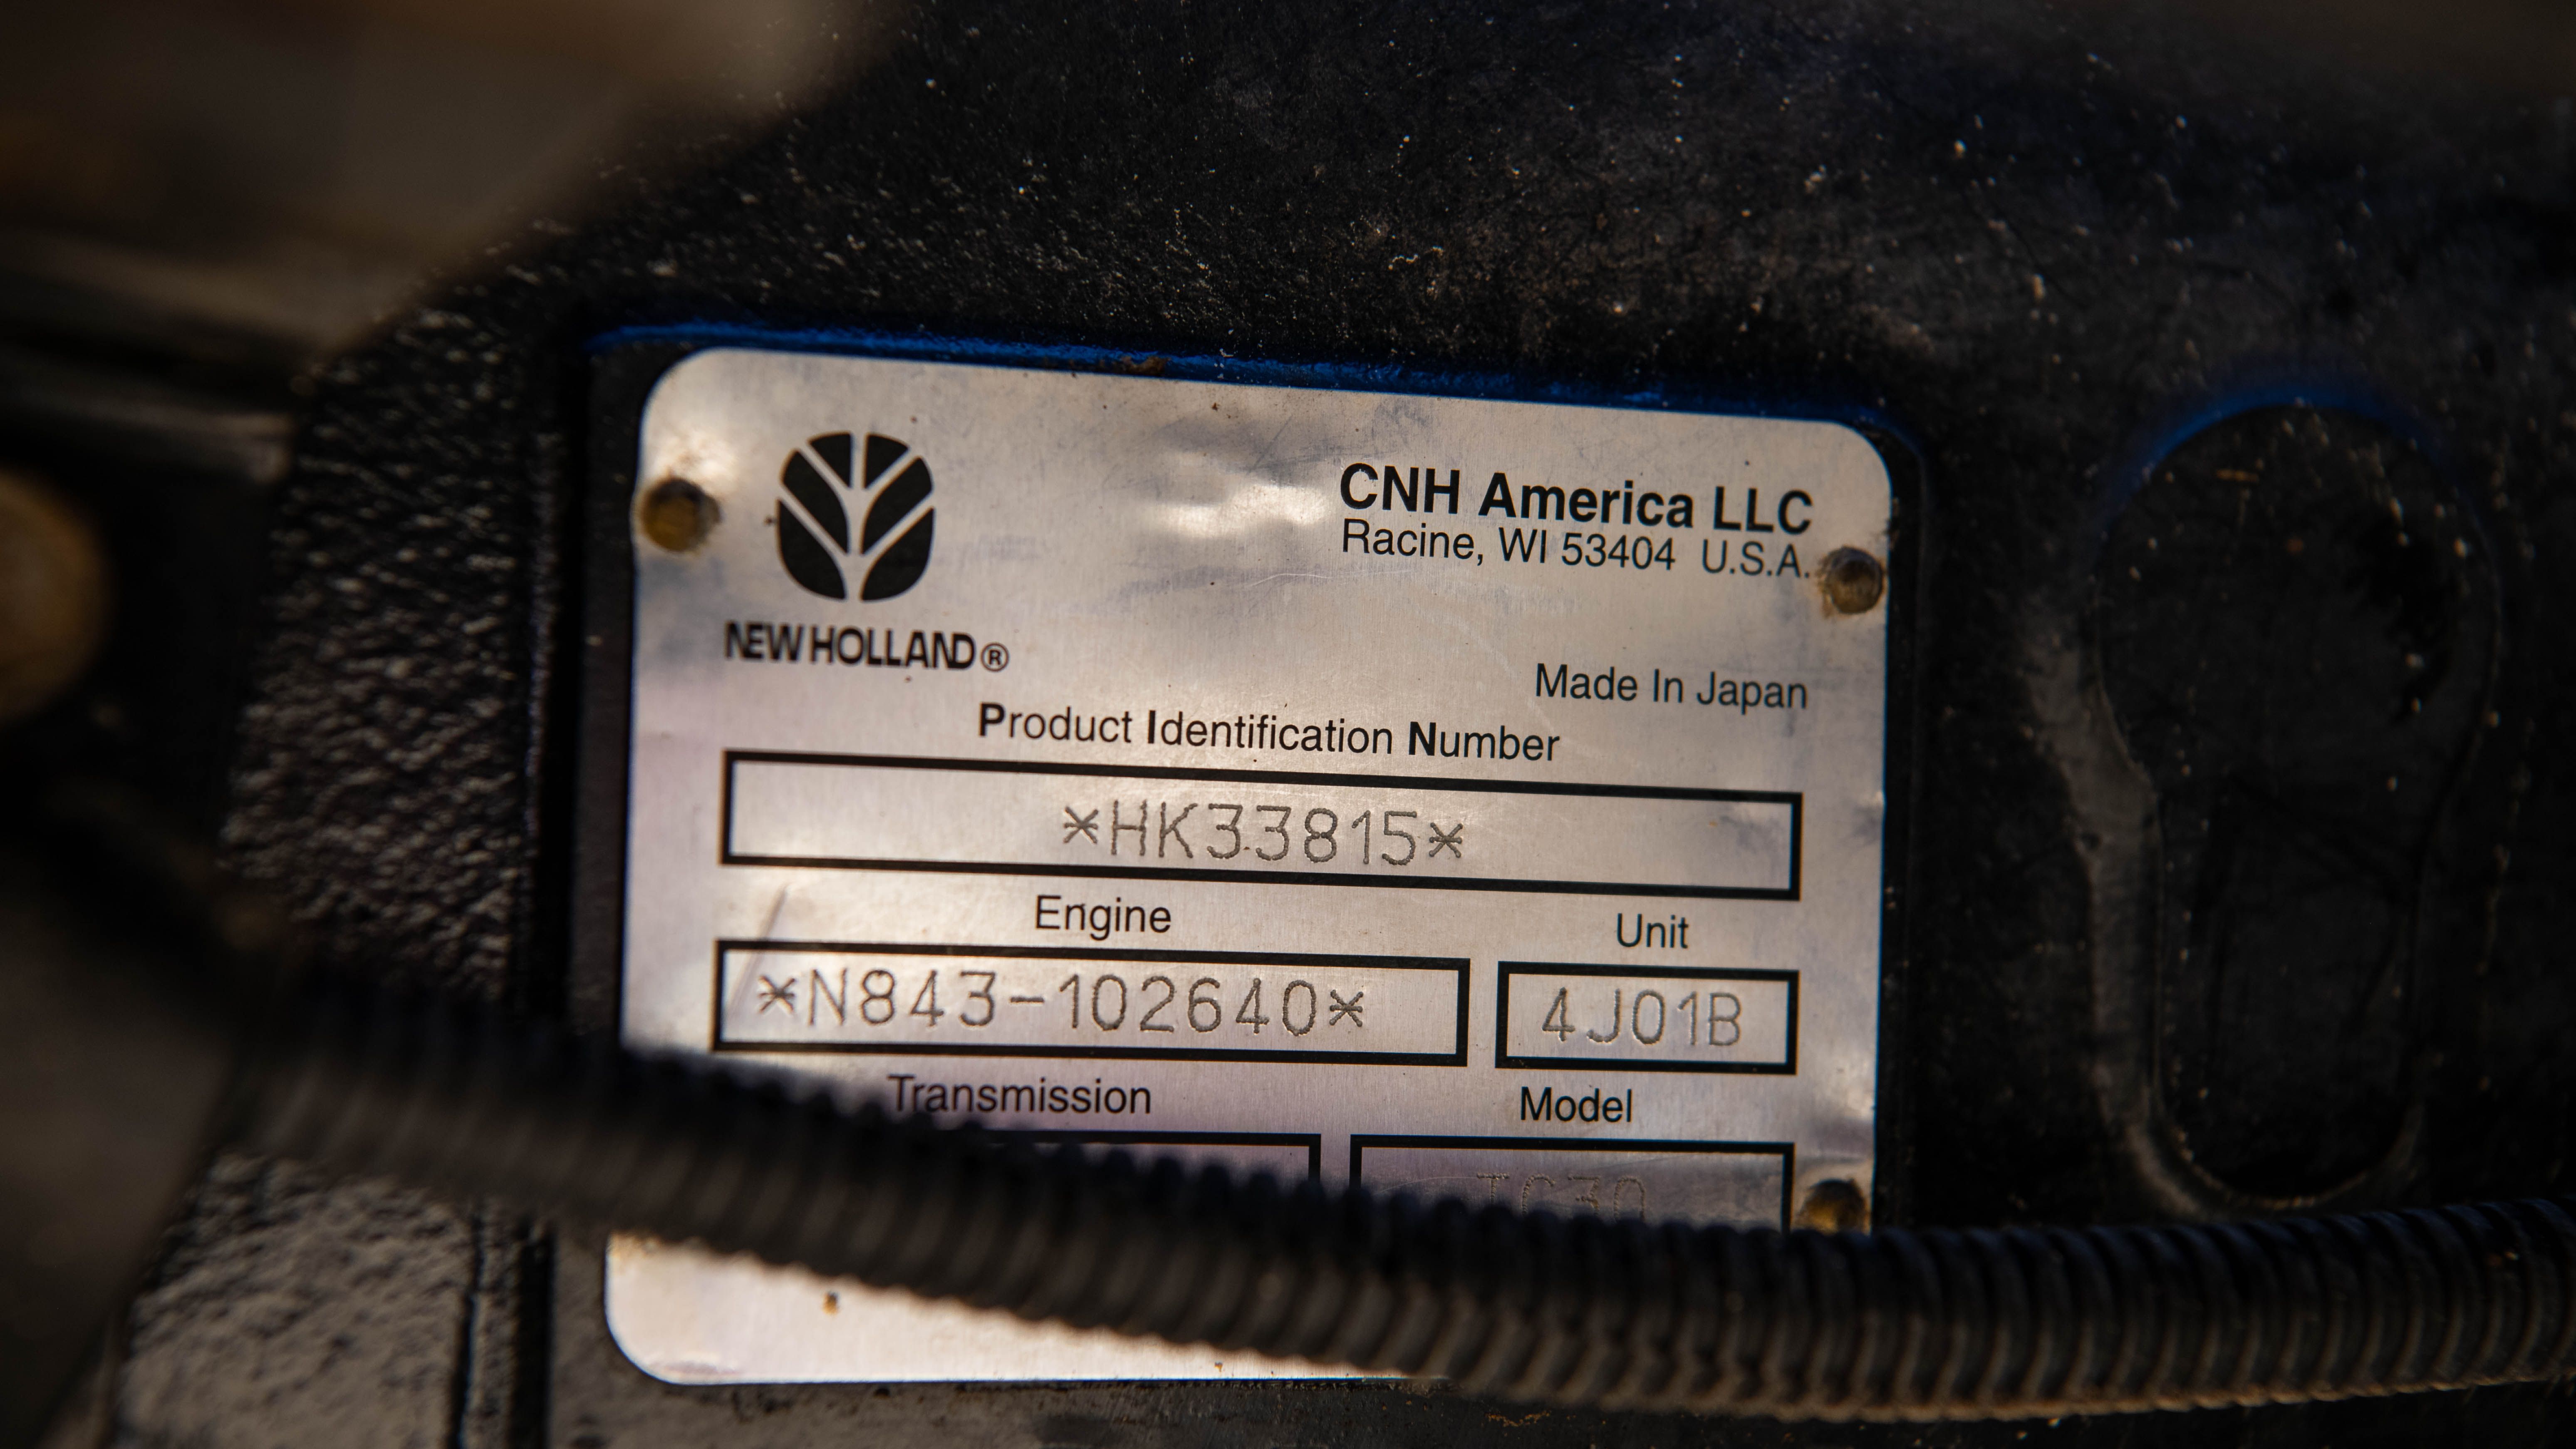 CNH America LLC
Racine, WI 53404 U.S.A.
NEW HOLLAND®
Made In Japan
Product Identification Number
*HK33815*
Engine
Unit
*N843-102640*
4J01B
Transmission
Model
TC30